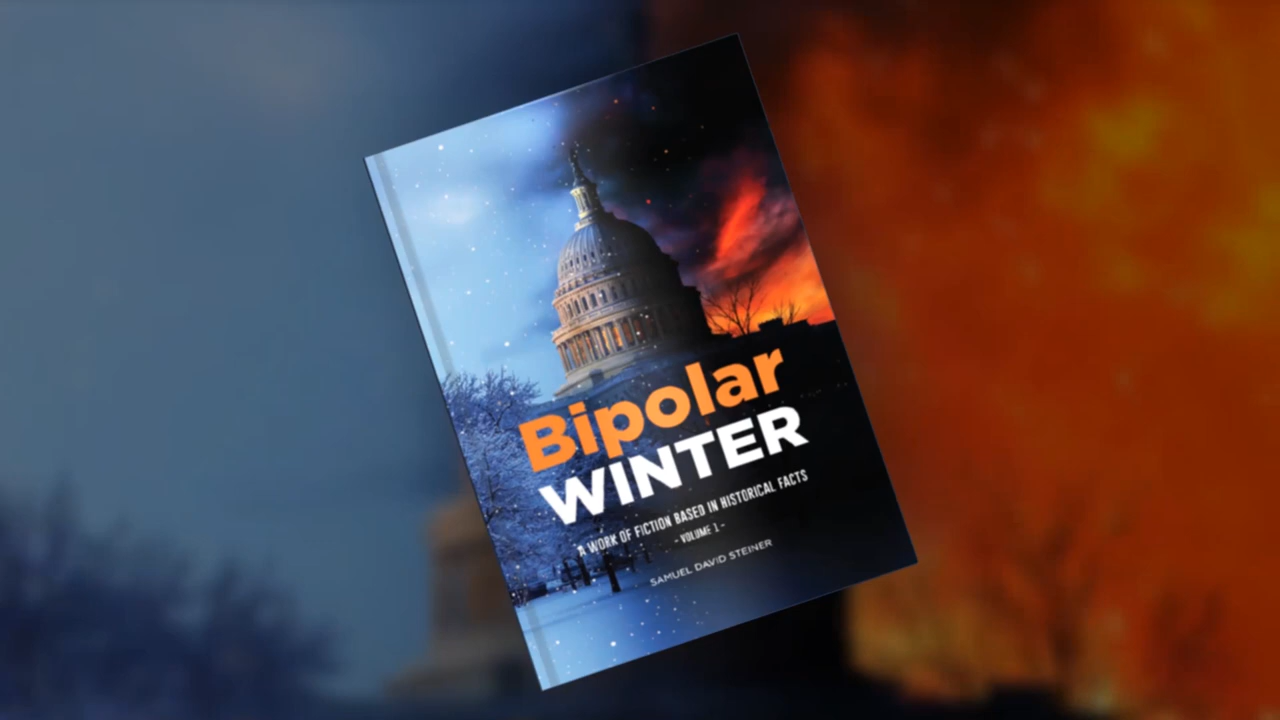 Bipolar
WINTER
A WORK OF FICTION BASED IN HISTORICAL FACTS
- VOLUME 1 -
SAMUEL DAVID STEINER